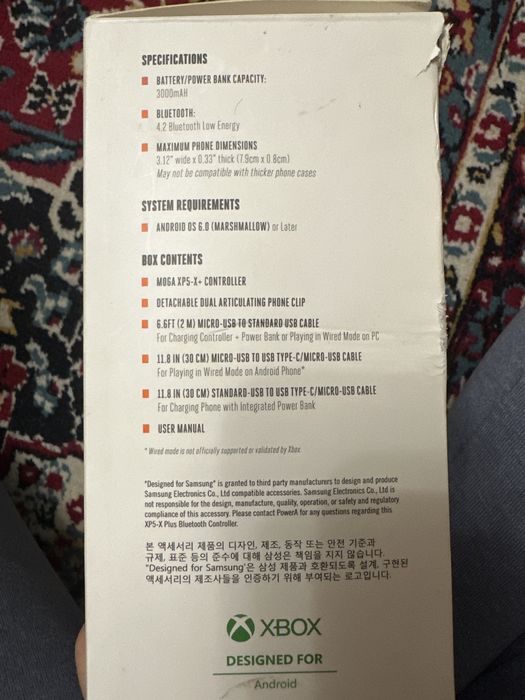 SPECIFICATIONS
BATTERY/POWER BANK CAPACITY:
3000mAH
BLUETOOTH:
4.2 Bluetooth Low Energy
MAXIMUM PHONE DIMENSIONS
3.12" wide x 0.33" thick (7.9cm x 0.8cm)
May not be compatible with thicker phone cases
SYSTEM REQUIREMENTS
ANDROID OS 6.0 (MARSHMALLOW) or Later
BOX CONTENTS
MOGA XP5-X+ CONTROLLER
DETACHABLE DUAL ARTICULATING PHONE CLIP
6.6FT (2 M) MICRO-USB TO STANDARD USB CABLE
For Charging Controller + Power Bank or Playing in Wired Mode on PC
11.8 IN (30 CM) MICRO-USB TO USB TYPE-C/MICRO-USB CABLE
For Playing in Wired Mode on Android Phone*
11.8 IN (30 CM) STANDARD-USB TO USB TYPE-C/MICRO-USB CABLE
For Charging Phone with Integrated Power Bank
USER MANUAL
* Wired mode is not officially supported or validated by Xbox
"Designed for Samsung" is granted to third party manufacturers to design and produce
Samsung Electronics Co., Ltd compatible accessories. Samsung Electronics Co., Ltd is
not responsible for the design, manufacture, quality, operation, or safety and regulatory
compliance of this accessory. Please contact PowerA for any questions regarding this
XP5-X Plus Bluetooth Controller.
본 액세서리 제품의 디자인, 제조, 동작 또는 안전 기준과
규제, 표준 등의 준수에 대해 삼성은 책임을 지지 않습니다.
"Designed for Samsung'은 삼성 제품과 호환되도록 설계, 구현된
액세서리의 제조사들을 인증하기 위해 부여되는 로고입니다.
XBOX
DESIGNED FOR
Android